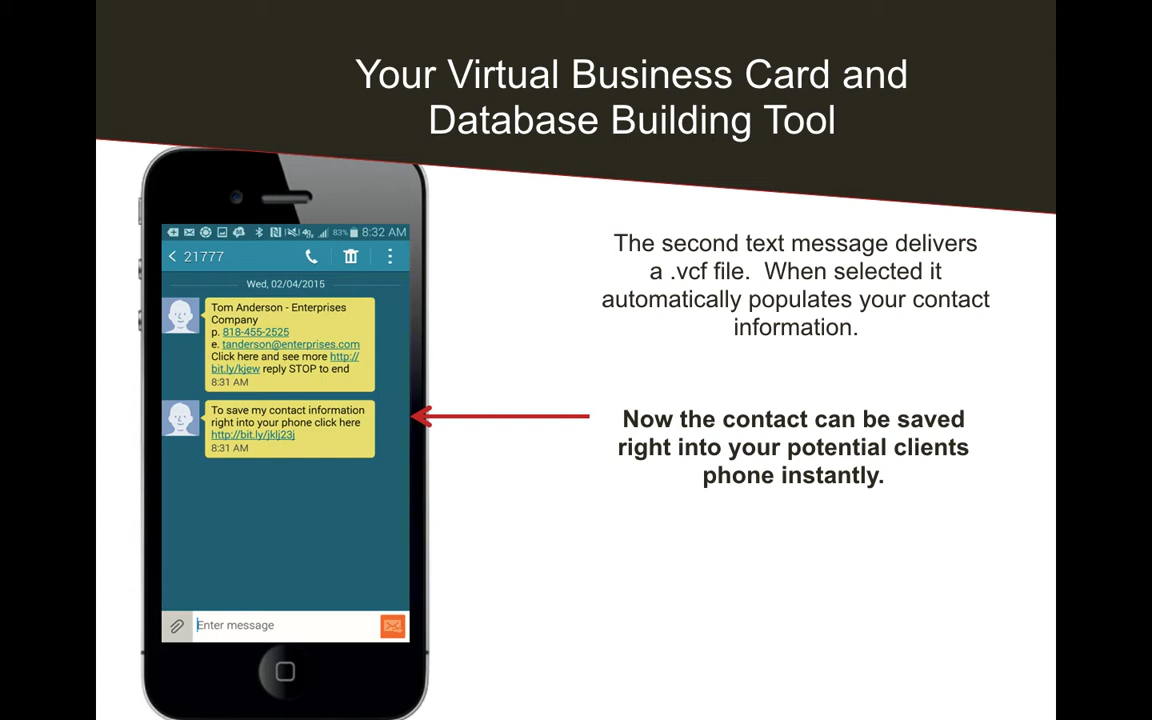 Your Virtual Business Card and
Database Building Tool
83% 8:32 AM
21777
Wed, 02/04/2015
Tom Anderson - Enterprises
Company
p. 818-455-2525
e. tanderson@enterprises.com
Click here and see more http://
bit.ly/kjew reply STOP to end
8:31 AM
To save my contact information
right into your phone click here
http://bit.ly/jklj23j
8:31 AM
Enter message
The second text message delivers
a .vcf file.  When selected it
automatically populates your contact
information.
Now the contact can be saved
right into your potential clients
phone instantly.